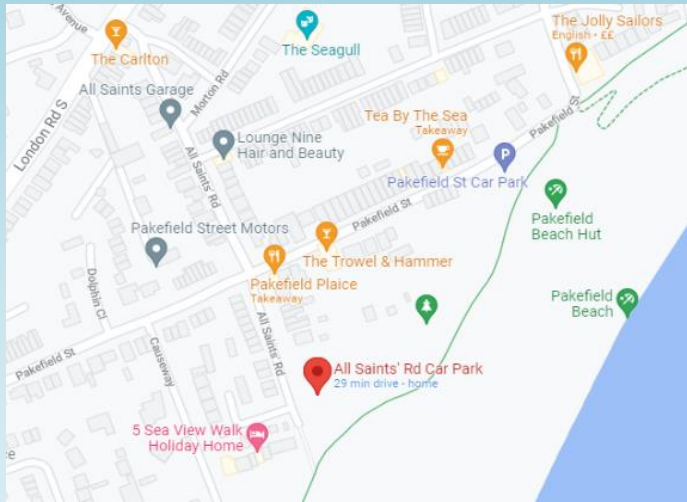 The Jolly Sailors
English • ££
The Carlton
The Seagull
All Saints Garage
Morton Rd
London Rd S
Tea By The Sea
Takeaway
Pakefield St
Lounge Nine
Hair and Beauty
All Saints' Rd
Pakefield St Car Park
Pakefield St
Pakefield
Beach Hut
Pakefield Street Motors
The Trowel & Hammer
Pakefield Plaice
Takeaway
Dolphin Cl
Pakefield
Beach
All Saints' Rd
Pakefield St
Causeway
All Saints' Rd Car Park
29 min drive - home
5 Sea View Walk
Holiday Home